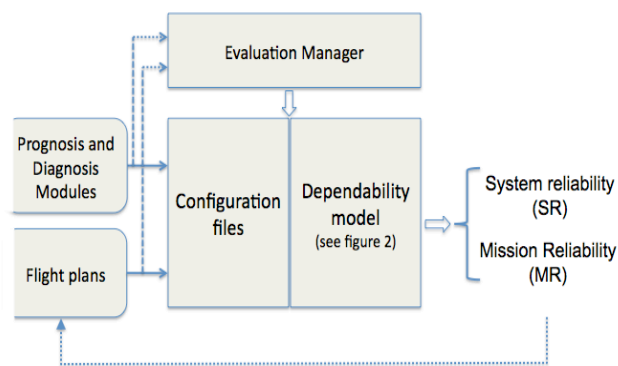 Evaluation Manager
Prognosis and
Diagnosis
Modules
Flight plans
Configuration
files
Dependability
model
(see figure 2)
System reliability
(SR)
Mission Reliability
(MR)